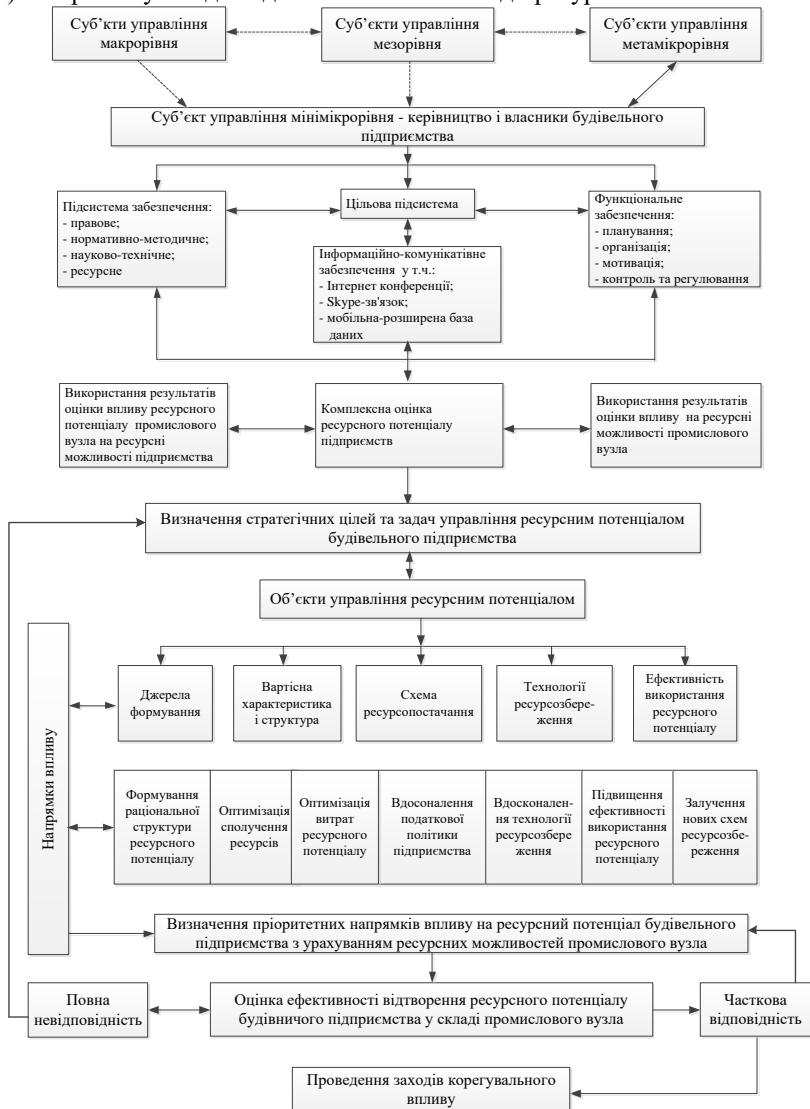 Суб'кти управління
макрорівня
Суб'єкти управління
мезорівня
Суб'єкти управління
метамікрорівня
Суб'єкт управління мінімікрорівня - керівництво і власники будівельного
підприємства
Підсистема забезпечення:
- правове;
- нормативно-методичне;
- науково-технічне;
- ресурсне
Цільова підсистема
Функціональне
забезпечення:
- планування;
- організація;
- мотивація;
- контроль та регулювання
Інформаційно-комунікатівне
забезпечення у т.ч.:
- Інтернет конференції;
- Skype-зв'язок;
- мобільна-розширена база
даних
Використання результатів
оцінки впливу ресурсного
потенціалу промислового
вузла на ресурсні
можливості підприємства
Комплексна оцінка
ресурсного потенціалу
підприємств
Використання результатів
оцінки впливу на ресурсні
можливості промислового
вузла
Визначення стратегічних цілей та задач управління ресурсним потенціалом
будівельного підприємства
Об'єкти управління ресурсним потенціалом
Напрямки впливу
Джерела
формування
Вартісна
характеристика
і структура
Схема
ресурсопостачання
Технології
ресурсозбере-
ження
Ефективність
використання
ресурсного
потенціалу
Формування
раціональної
структури
ресурсного
потенціалу
Оптимізація
сполучення
ресурсів
Оптимізація
витрат
ресурсного
потенціалу
Вдосоналення
податкової
політики
підприємства
Вдосконален-
ня технології
ресурсозбере
ження
Підвищення
ефективності
використання
ресурсного
потенціалу
Залучення
нових схем
ресурсозбе-
реження
Визначення пріоритетних напрямків впливу на ресурсний потенціал будівельного
підприємства з урахуванням ресурсних можливостей промислового вузла
Повна
невідповідність
Оцінка ефективності відтворення ресурсного потенціалу
будівничого підприємства у складі промислового вузла
Часткова
відповідність
Проведення заходів корегувального
впливу